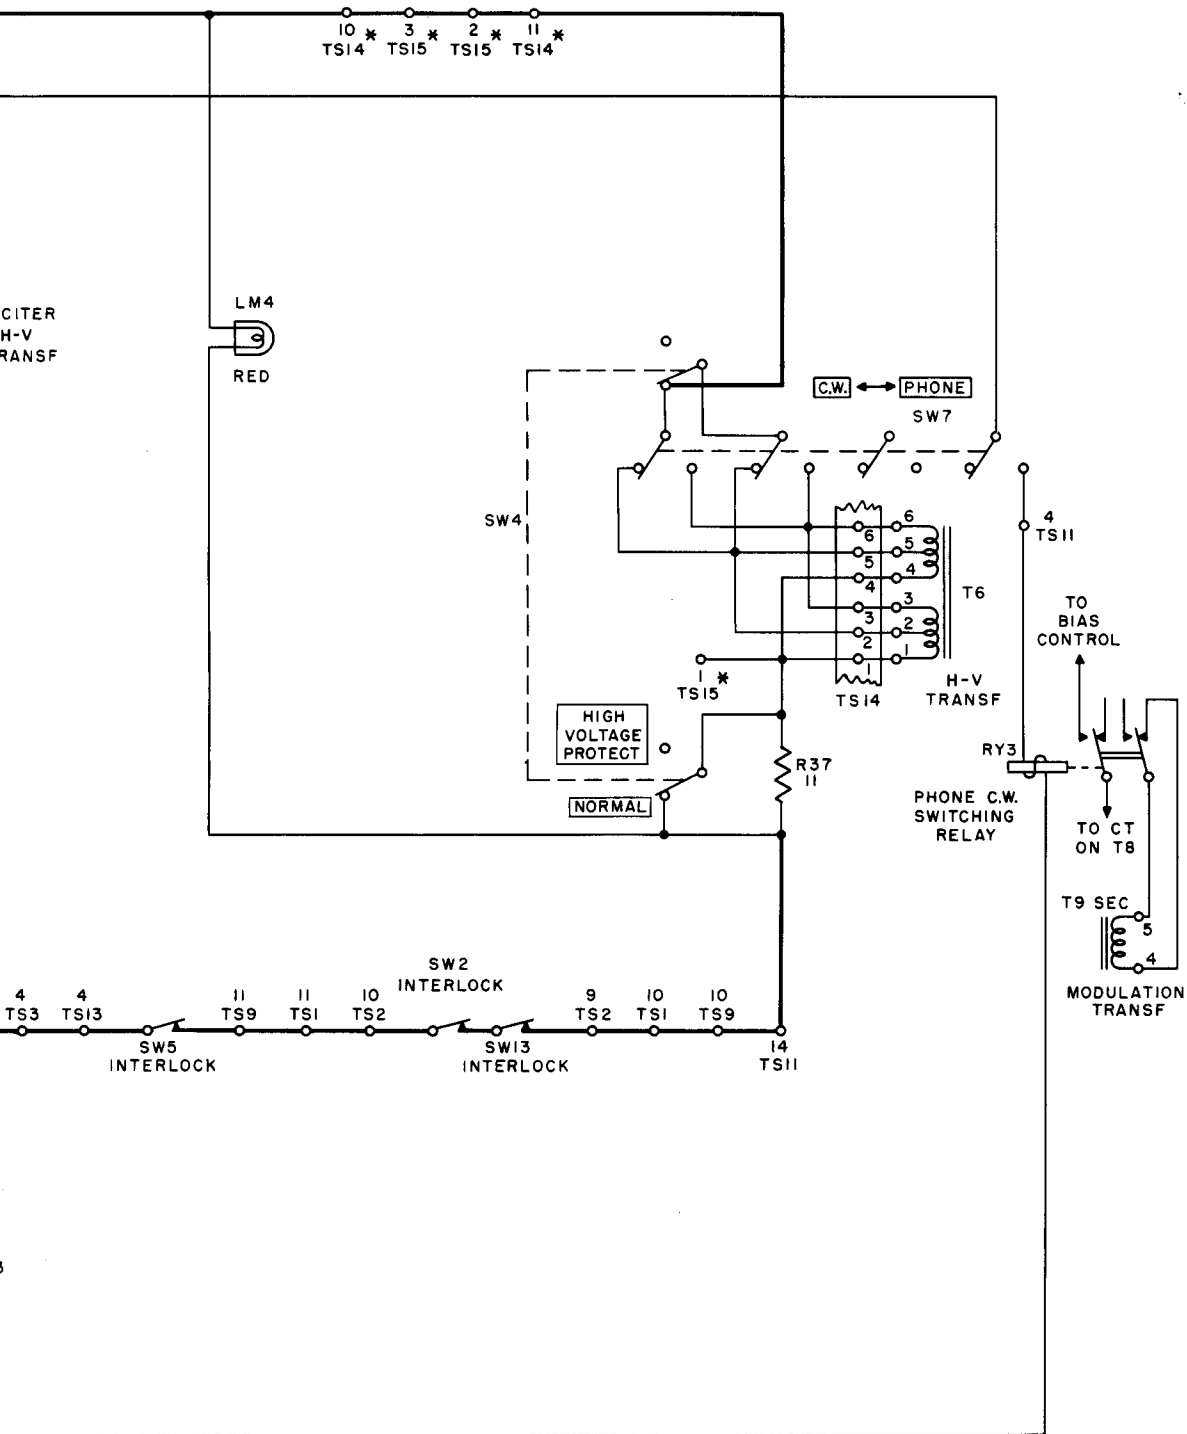 10 3 2 11
TS14 * TS15 * TS15 * TS14 *
CITER
H-V
RANSF
LM4
RED
C.W. PHONE
SW7
SW4
6 6
5 5
4 4
3 3
2 2
1 1
TS14
T6
H-V
TRANSF
4
TS11
1 *
TS15
HIGH
VOLTAGE
PROTECT
NORMAL
R37
11
TO
BIAS
CONTROL
RY3
PHONE C.W.
SWITCHING
RELAY
TO CT
ON T8
T9 SEC
5
4
MODULATION
TRANSF
4 4 11 11 10
TS3 TS13 TS9 TS1 TS2
SW5
INTERLOCK
SW2
INTERLOCK
SW13
INTERLOCK
9 10 10
TS2 TS1 TS9
14
TS11